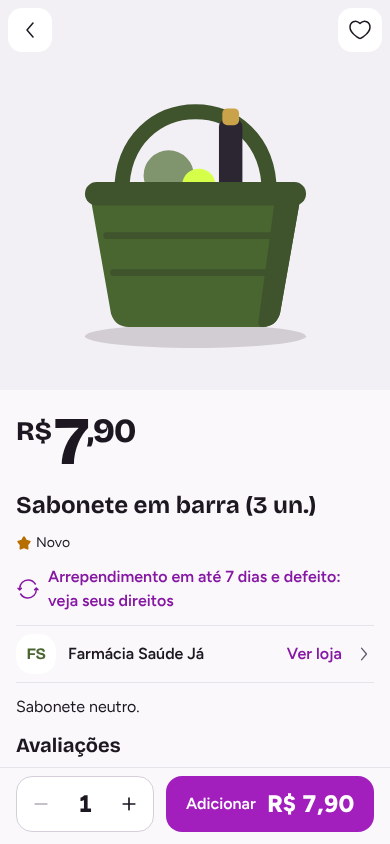 R$7,90
Sabonete em barra (3 un.)
Novo
Arrependimento em até 7 dias e defeito:
veja seus direitos
FS Farmácia Saúde Já Ver loja
Sabonete neutro.
Avaliações
1 Adicionar R$ 7,90